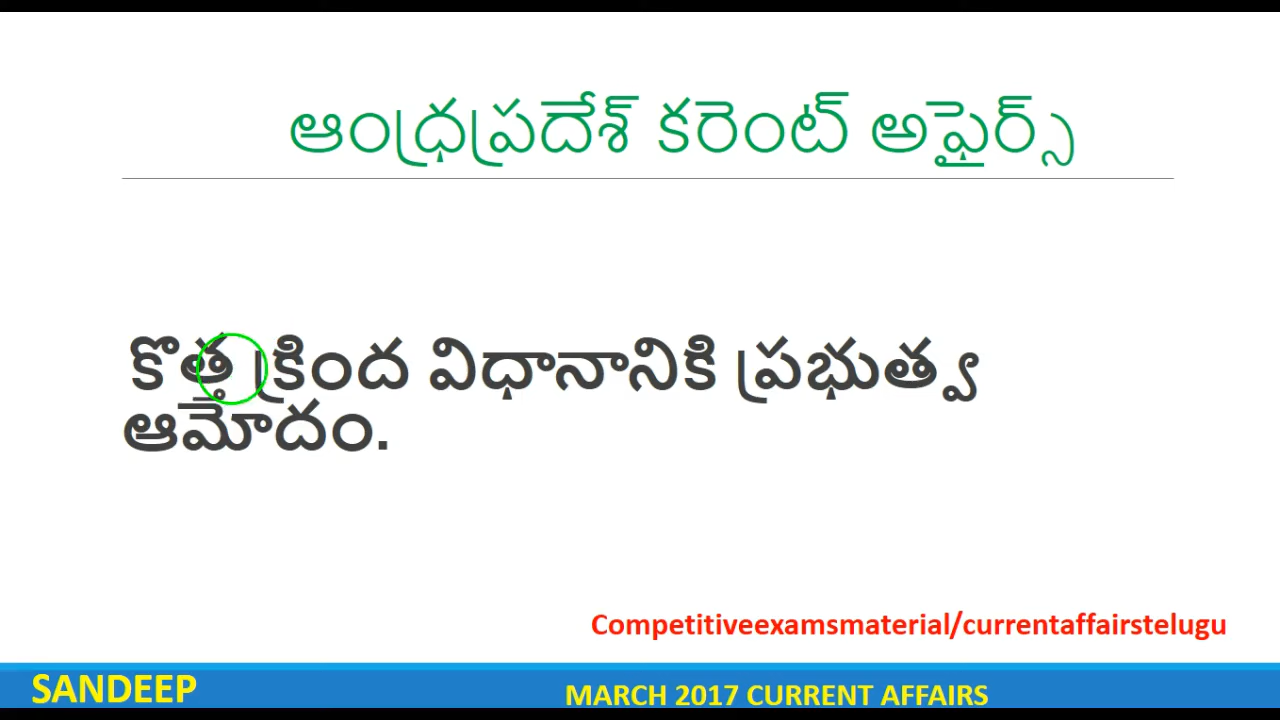 ఆంధ్రప్రదేశ్ కరెంట్ అఫైర్స్
కొత్త క్రింద విధానానికి ప్రభుత్వ
ఆమోదం.
Competitiveexamsmaterial/currentaffairstelugu
SANDEEP
MARCH 2017 CURRENT AFFAIRS